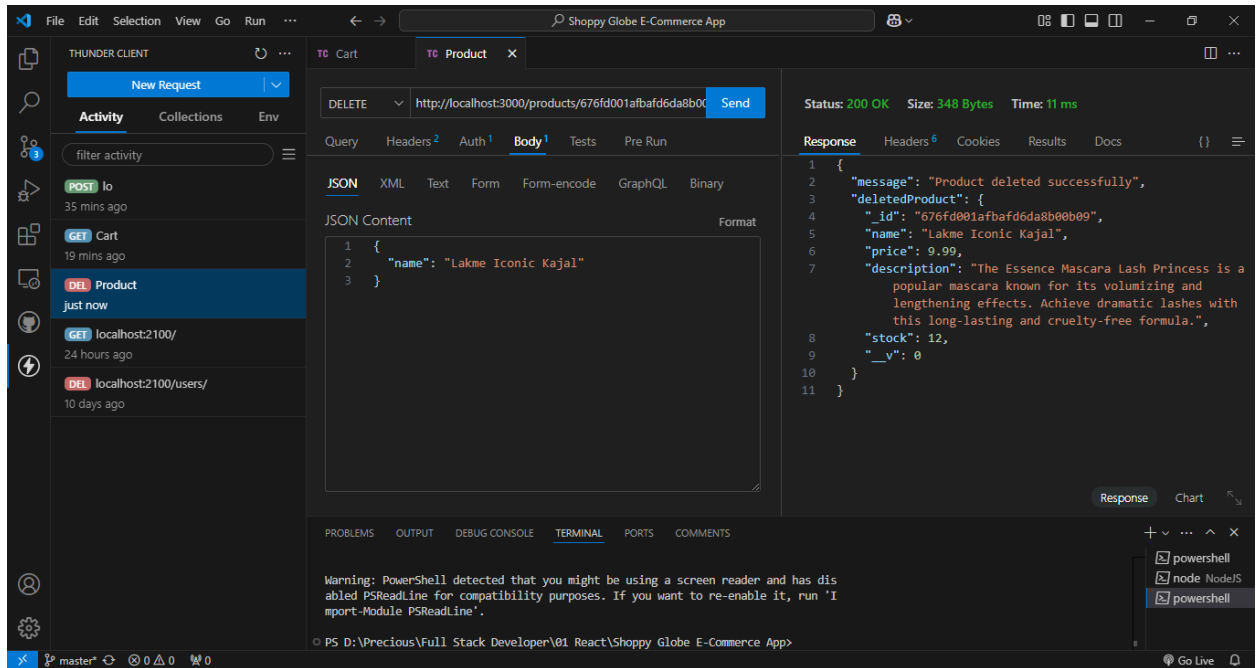 File Edit Selection View Go Run ...
Shoppy Globe E-Commerce App
THUNDER CLIENT
New Request
Activity Collections Env
filter activity
POST lo
35 mins ago
GET Cart
19 mins ago
DEL Product
just now
GET localhost:2100/
24 hours ago
DEL localhost:2100/users/
10 days ago
3
TC Cart TC Product
DELETE http://localhost:3000/products/676fd001afbafd6da8b00 Send
Query Headers 2 Auth 1 Body 1 Tests Pre Run
JSON XML Text Form Form-encode GraphQL Binary
JSON Content Format
1 {
2 "name": "Lakme Iconic Kajal"
3 }
Status: 200 OK Size: 348 Bytes Time: 11 ms
Response Headers 6 Cookies Results Docs {}
1 {
2 "message": "Product deleted successfully",
3 "deletedProduct": {
4 "_id": "676fd001afbafd6da8b00b09",
5 "name": "Lakme Iconic Kajal",
6 "price": 9.99,
7 "description": "The Essence Mascara Lash Princess is a
popular mascara known for its volumizing and
lengthening effects. Achieve dramatic lashes with
this long-lasting and cruelty-free formula.",
8 "stock": 12,
9 "__v": 0
10 }
11 }
Response Chart
PROBLEMS OUTPUT DEBUG CONSOLE TERMINAL PORTS COMMENTS
Warning: PowerShell detected that you might be using a screen reader and has dis
abled PSReadLine for compatibility purposes. If you want to re-enable it, run 'I
mport-Module PSReadLine'.
PS D:\Precious\Full Stack Developer\01 React\Shoppy Globe E-Commerce App>
powershell
node NodeJS
powershell
master* 0 0 0 Go Live